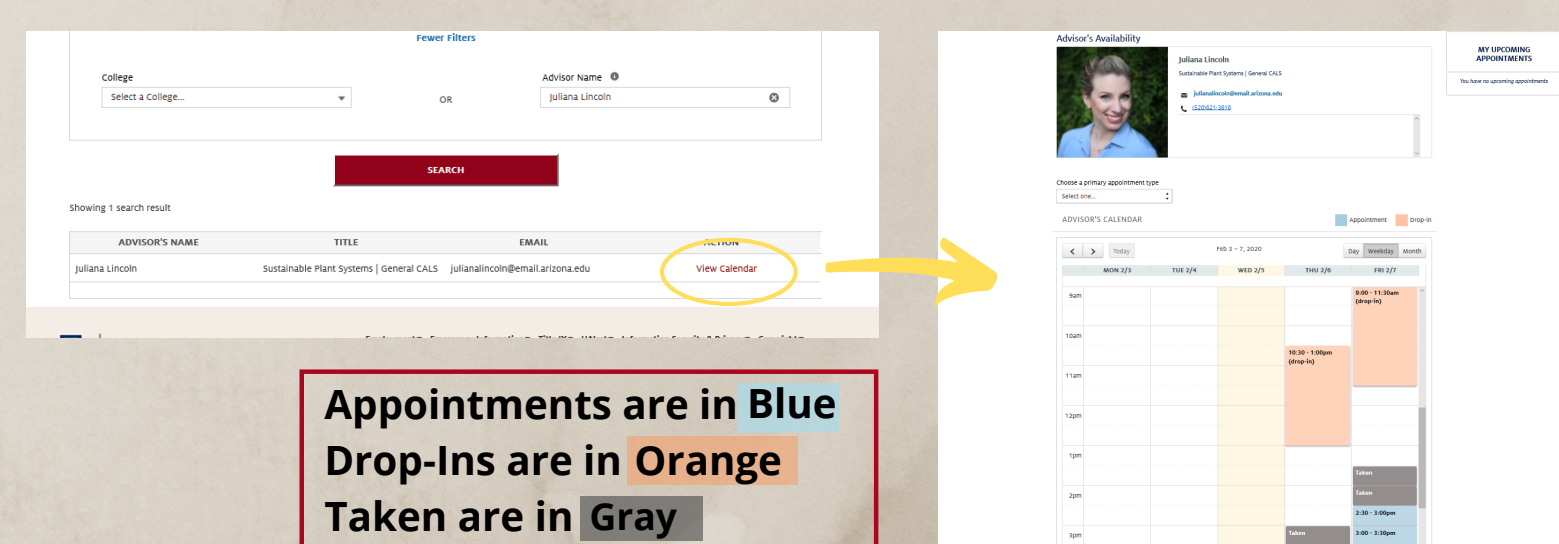 Fewer Filters
College
Advisor Name
Select a College...
OR
Juliana Lincoln
SEARCH
Showing 1 search result
ADVISOR'S NAME TITLE EMAIL ACTION
Juliana Lincoln Sustainable Plant Systems | General CALS julianalincoln@email.arizona.edu View Calendar
Appointments are in Blue
Drop-Ins are in Orange
Taken are in Gray
Advisor's Availability
Juliana Lincoln
Sustainable Plant Systems | General CALS
julianalincoln@email.arizona.edu
(520)621-3616
MY UPCOMING
APPOINTMENTS
You have no upcoming appointments
Choose a primary appointment type
Select one...
ADVISOR'S CALENDAR
Appointment Drop-in
Today
Feb 3 – 7, 2020
Day Weekday Month
MON 2/3 TUE 2/4 WED 2/5 THU 2/6 FRI 2/7
9am
9:00 - 11:30am
(drop-in)
10am
10:30 - 1:00pm
(drop-in)
11am
12pm
1pm
Taken
2pm
Taken
2:30 - 3:00pm
3pm
Taken
3:00 - 3:30pm